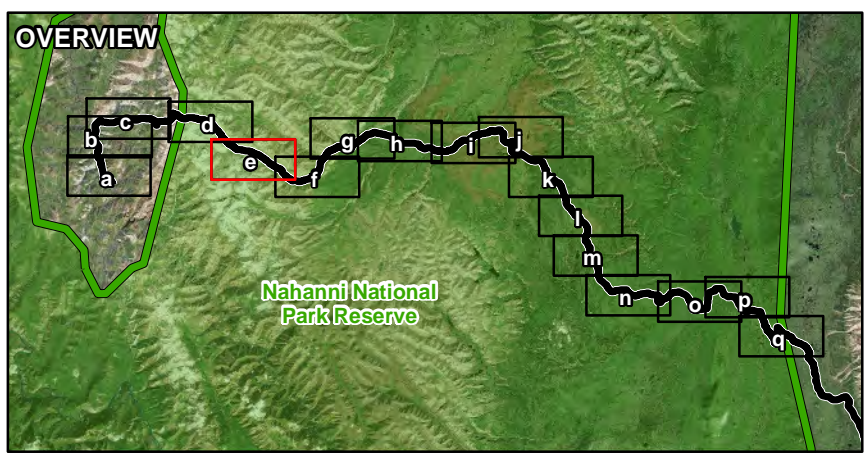 OVERVIEW
a
b
c
d
e
f
g
h
i
j
k
l
m
n
o
p
q
Nahanni National
Park Reserve